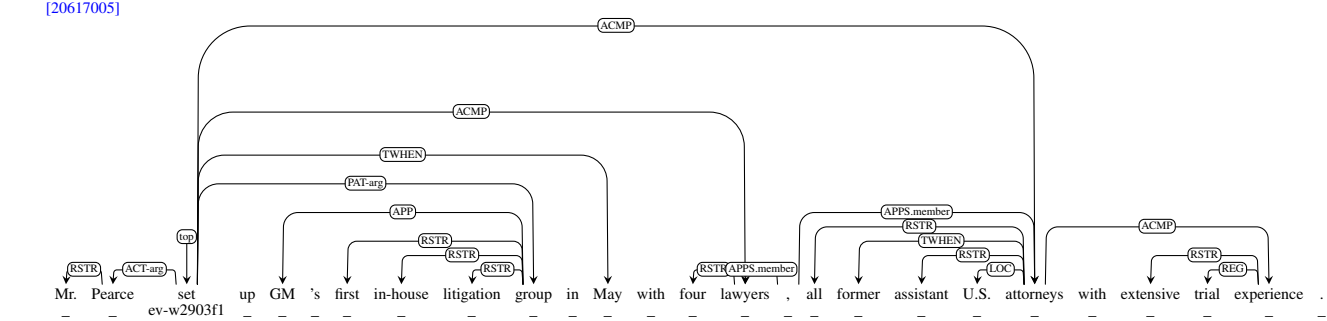 [20617005]
ACMP
ACMP
TWHEN
PAT-arg
APP APPS.member
RSTR ACMP
top RSTR TWHEN
RSTR RSTR RSTR
RSTR ACT-arg RSTR RSTR APPS.member LOC REG
Mr. Pearce set up GM 's first in-house litigation group in May with four lawyers , all former assistant U.S. attorneys with extensive trial experience .
_ _ ev-w2903f1 _ _ _ _ _ _ _ _ _ _ _ _ _ _ _ _ _ _ _ _ _ _ _